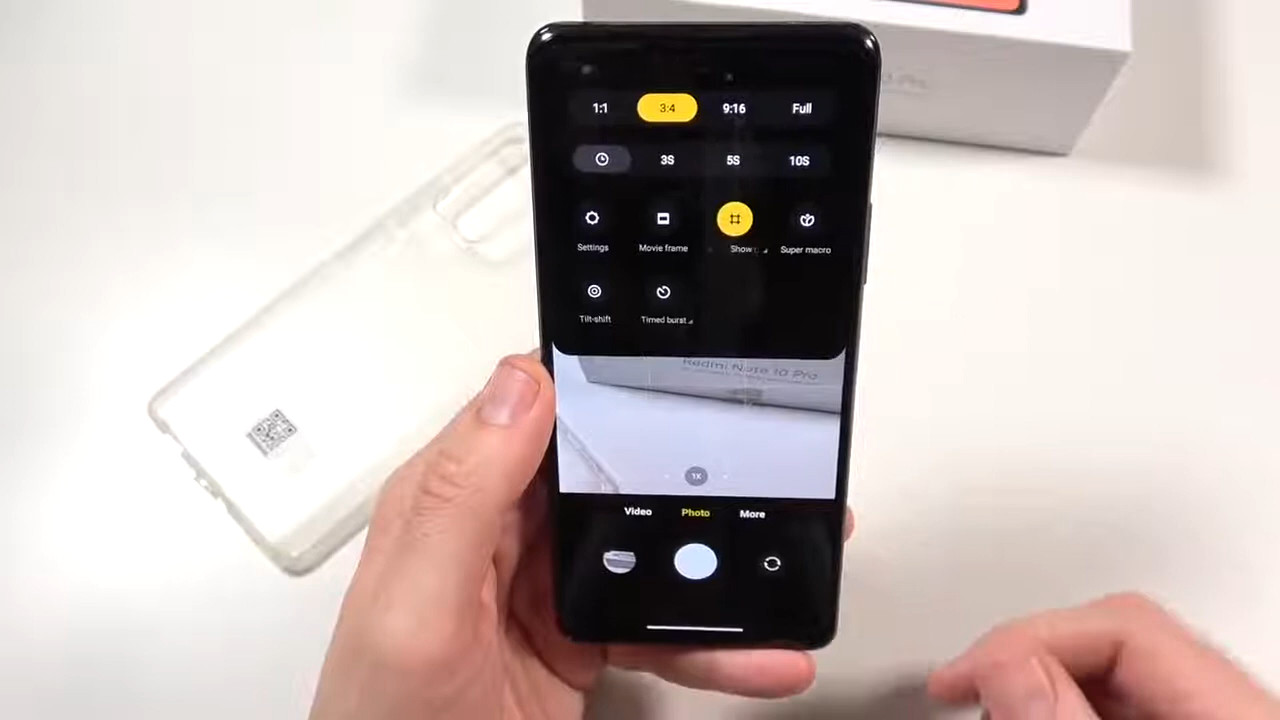 1:1 3:4 9:16 Full
3S 5S 10S
Settings Movie frame Show Super macro
Tilt-shift Timed burst
Redmi Note 10 Pro
1X
Video Photo More